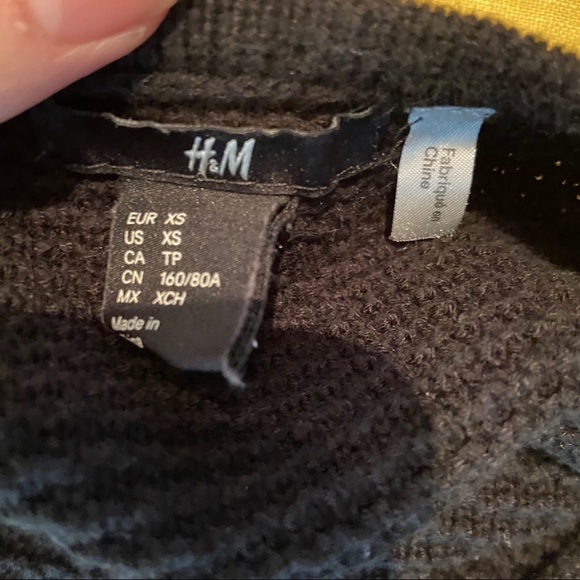 H&M
EUR XS
US XS
CA TP
CN 160/80A
MX XCH
Made in
Fabriqué en
Chine